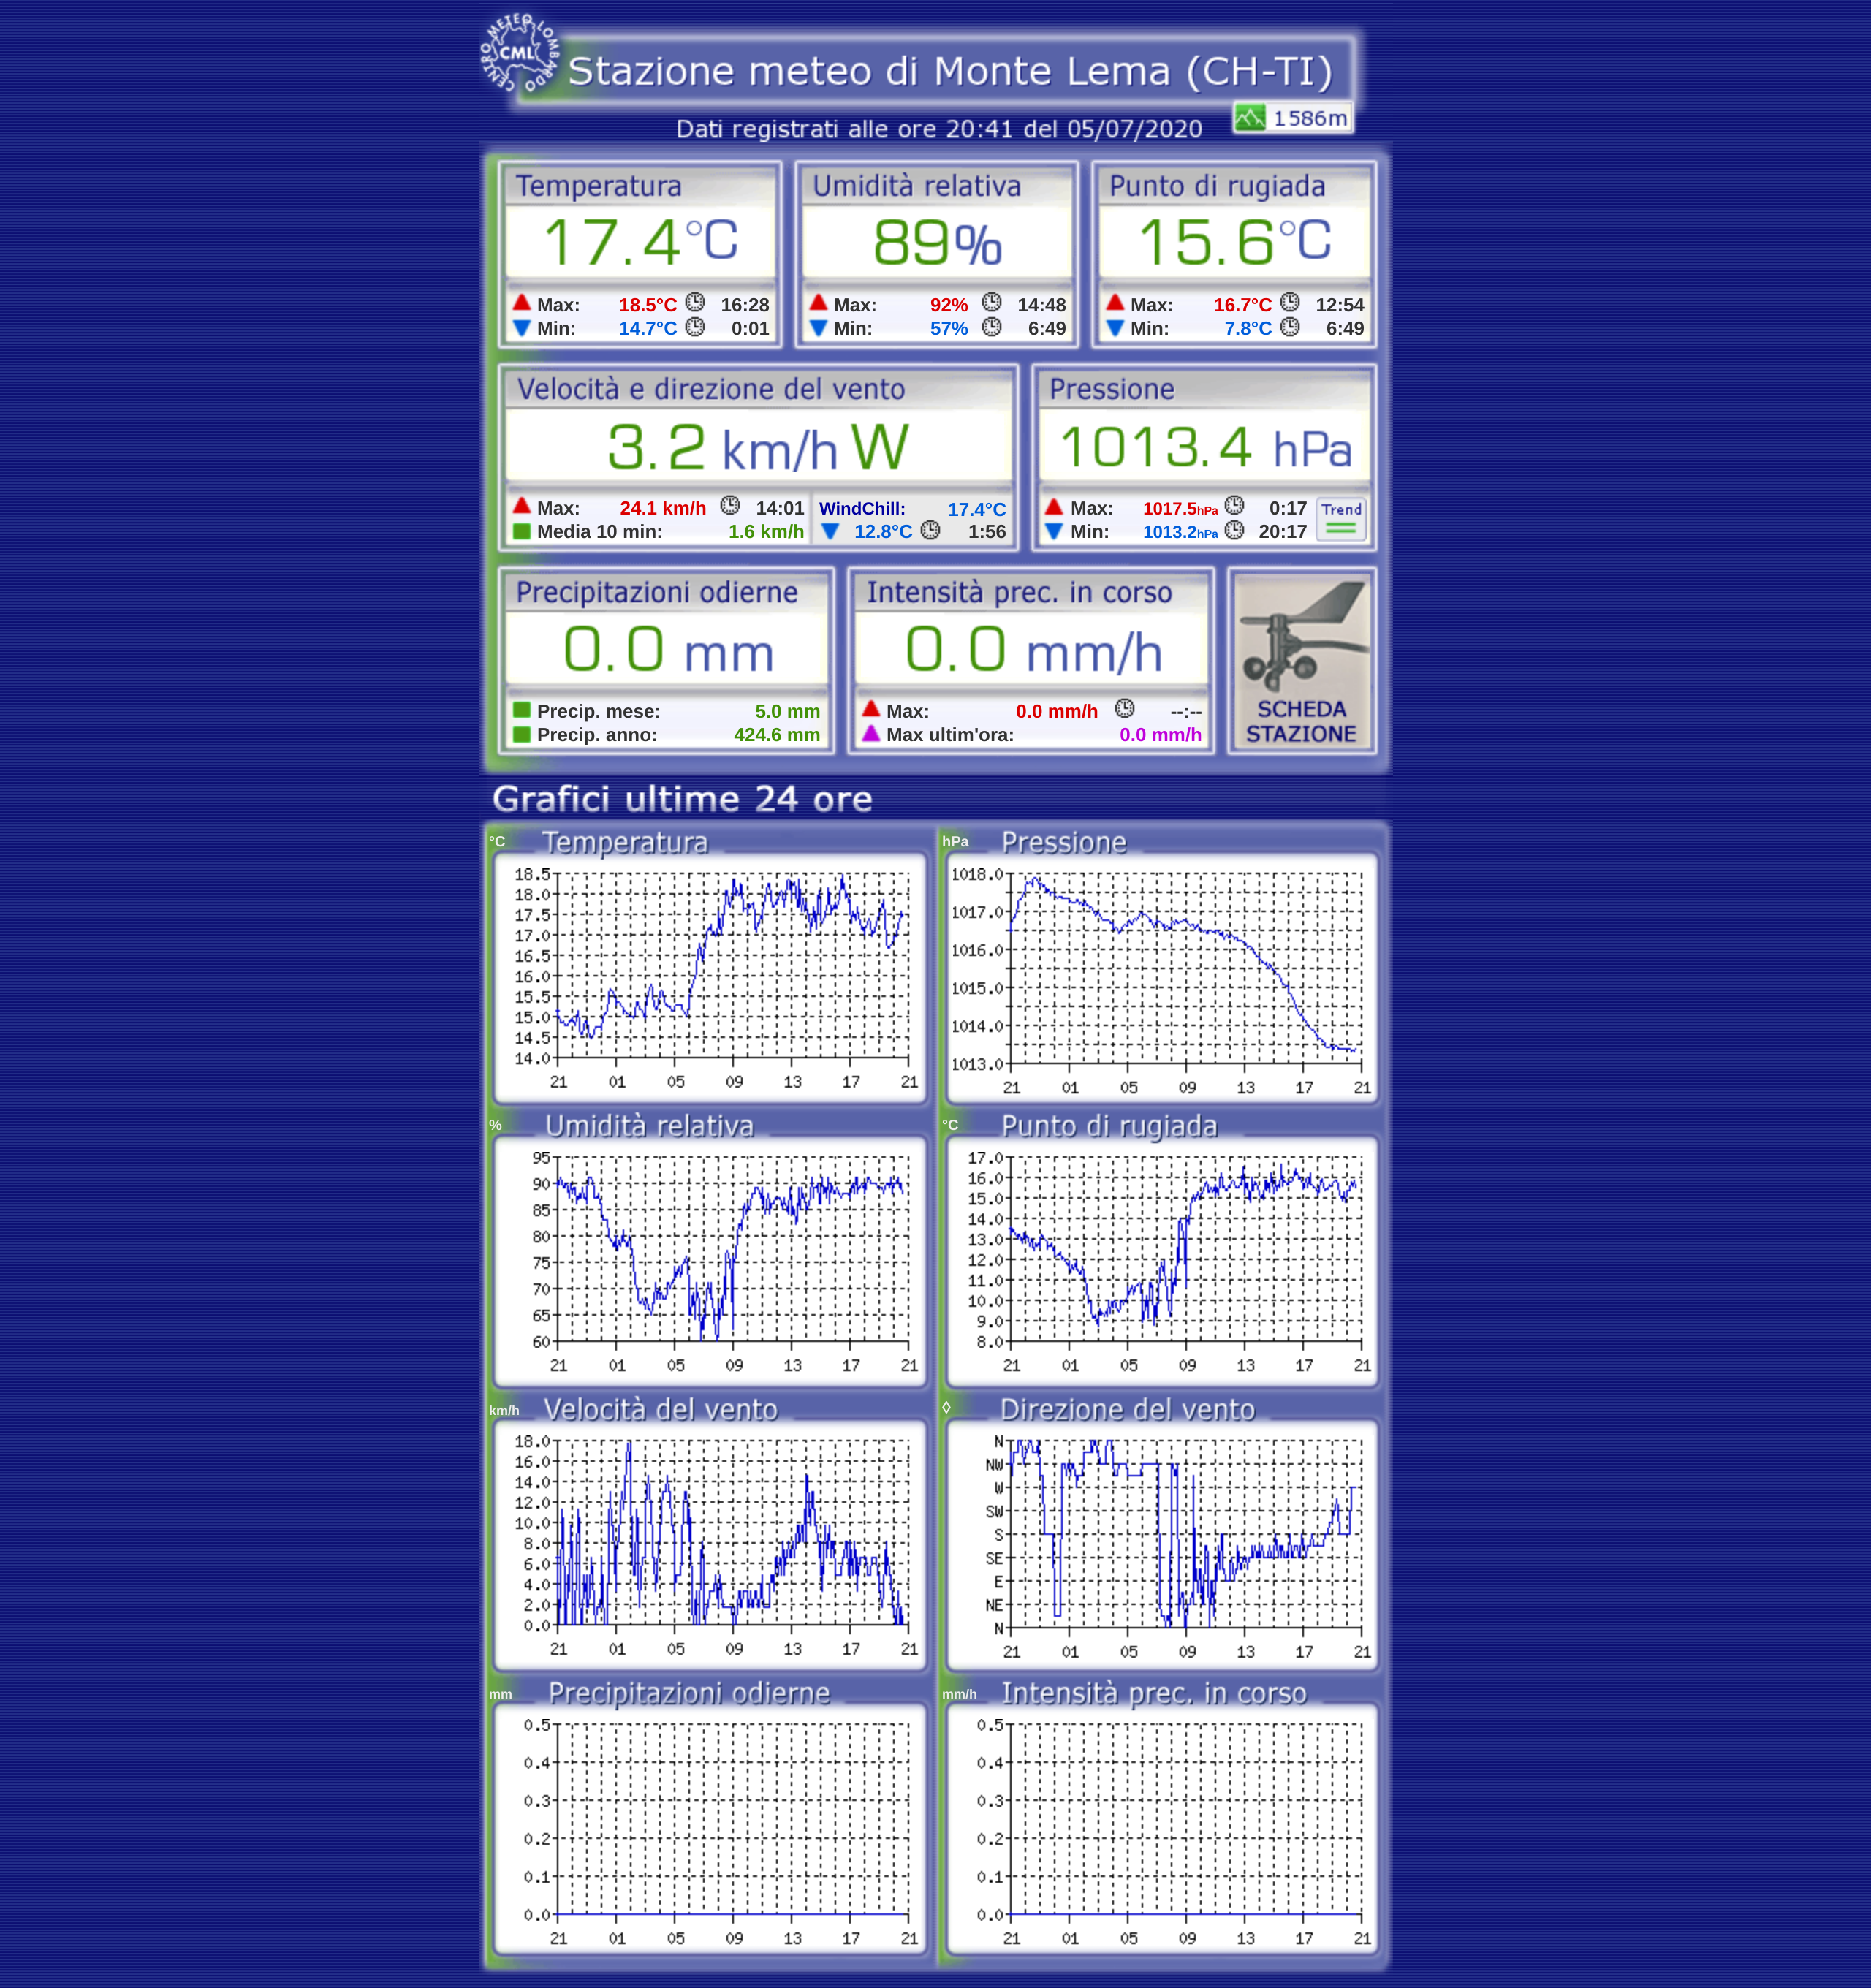 CENTRO METEO LOMBARDO
CML
Stazione meteo di Monte Lema (CH-TI)
1586m
Dati registrati alle ore 20:41 del 05/07/2020
Temperatura Umidità relativa Punto di rugiada
17.4°C 89% 15.6°C
Max: 18.5°C 16:28 Max: 92% 14:48 Max: 16.7°C 12:54
Min: 14.7°C 0:01 Min: 57% 6:49 Min: 7.8°C 6:49
Velocità e direzione del vento Pressione
3.2 km/h W 1013.4 hPa
Max: 24.1 km/h 14:01 WindChill: 17.4°C Max: 1017.5hPa 0:17 Trend
Media 10 min: 1.6 km/h 12.8°C 1:56 Min: 1013.2hPa 20:17
Precipitazioni odierne Intensità prec. in corso
0.0 mm 0.0 mm/h
Precip. mese: 5.0 mm Max: 0.0 mm/h --:-- SCHEDA
Precip. anno: 424.6 mm Max ultim'ora: 0.0 mm/h STAZIONE
Grafici ultime 24 ore
°C Temperatura
18.5
18.0
17.5
17.0
16.5
16.0
15.5
15.0
14.5
14.0
21 01 05 09 13 17 21
hPa Pressione
1018.0
1017.0
1016.0
1015.0
1014.0
1013.0
21 01 05 09 13 17 21
% Umidità relativa
95
90
85
80
75
70
65
60
21 01 05 09 13 17 21
°C Punto di rugiada
17.0
16.0
15.0
14.0
13.0
12.0
11.0
10.0
9.0
8.0
21 01 05 09 13 17 21
km/h Velocità del vento
18.0
16.0
14.0
12.0
10.0
8.0
6.0
4.0
2.0
0.0
21 01 05 09 13 17 21
◊ Direzione del vento
N
NW
W
SW
S
SE
E
NE
N
21 01 05 09 13 17 21
mm Precipitazioni odierne
0.5
0.4
0.3
0.2
0.1
0.0
21 01 05 09 13 17 21
mm/h Intensità prec. in corso
0.5
0.4
0.3
0.2
0.1
0.0
21 01 05 09 13 17 21